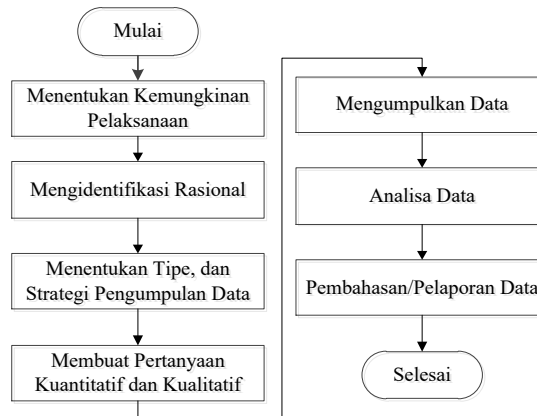 Mulai
Menentukan Kemungkinan
Pelaksanaan
Mengidentifikasi Rasional
Menentukan Tipe, dan
Strategi Pengumpulan Data
Membuat Pertanyaan
Kuantitatif dan Kualitatif
Mengumpulkan Data
Analisa Data
Pembahasan/Pelaporan Data
Selesai